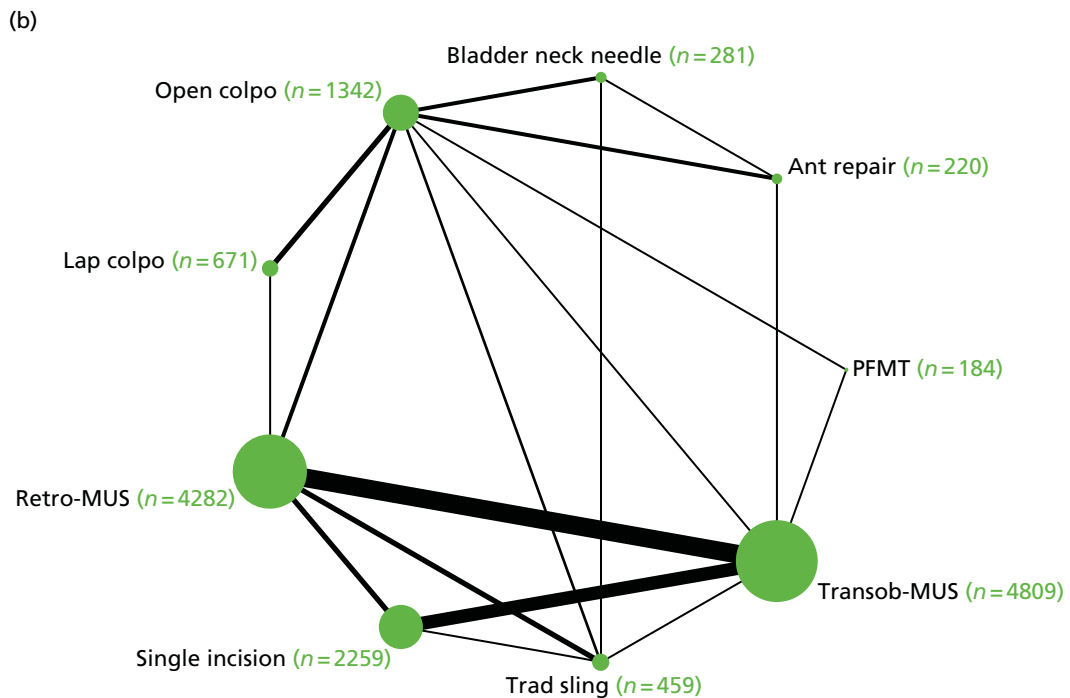 (b)
Bladder neck needle (n=281)
Open colpo (n=1342)
Ant repair (n=220)
Lap colpo (n=671)
PFMT (n=184)
Retro-MUS (n=4282)
Transob-MUS (n=4809)
Single incision (n=2259)
Trad sling (n=459)